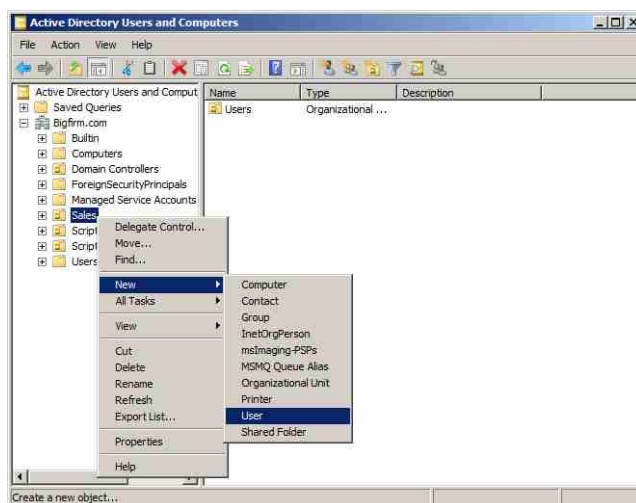 Active Directory Users and Computers
File Action View Help
Active Directory Users and Comput
Name Type Description
Saved Queries
Users Organizational ...
Bigfirm.com
Builtin
Computers
Domain Controllers
ForeignSecurityPrincipals
Managed Service Accounts
Sales
Script
Script
Users
Delegate Control...
Move...
Find...
New
All Tasks
View
Cut
Delete
Rename
Refresh
Export List...
Properties
Help
Computer
Contact
Group
InetOrgPerson
msImaging-PSPs
MSMQ Queue Alias
Organizational Unit
Printer
User
Shared Folder
Create a new object...